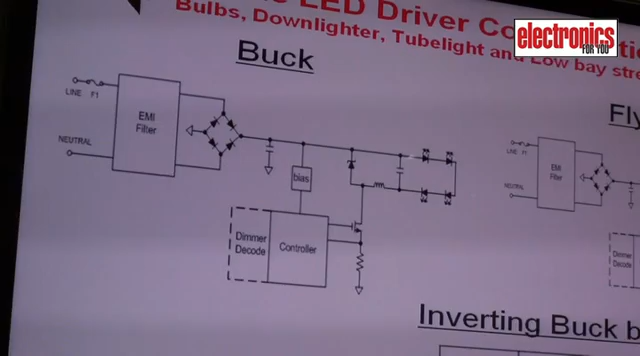 LED Driver
Bulbs, Downlighter, Tubelight and Low bay
electronics
FOR YOU
Buck
LINE F1
EMI
Filter
NEUTRAL
bias
Dimmer
Decode
Controller
LINE F1
EMI
Filter
NEUTRAL
Dimmer
Decode
Inverting Buck